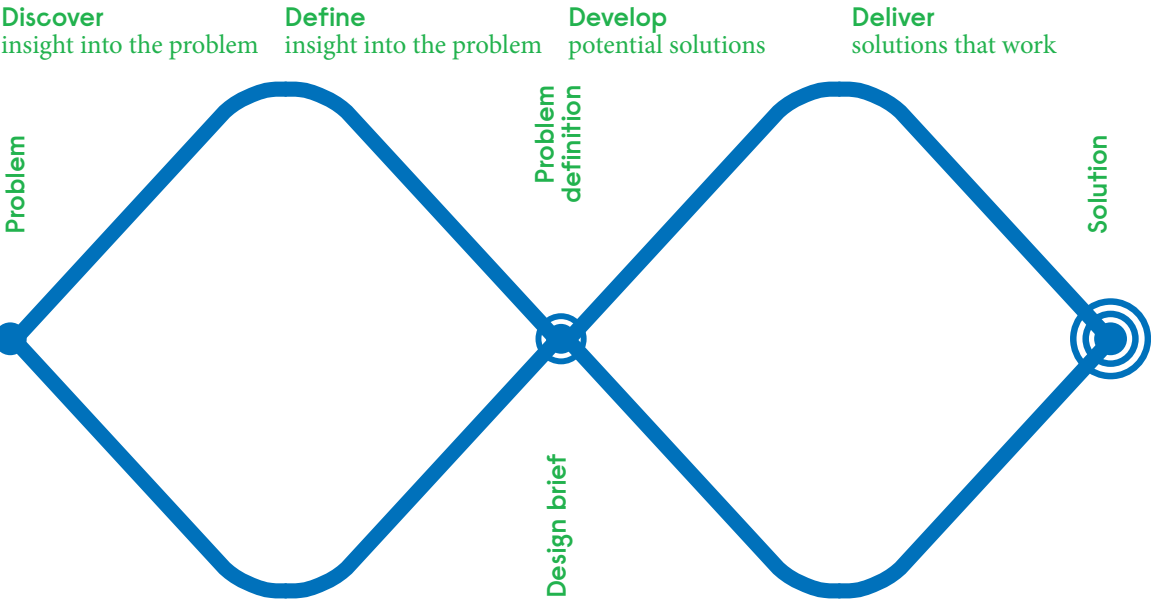 Discover
insight into the problem
Define
insight into the problem
Develop
potential solutions
Deliver
solutions that work
Problem
Problem
definition
Design brief
Solution